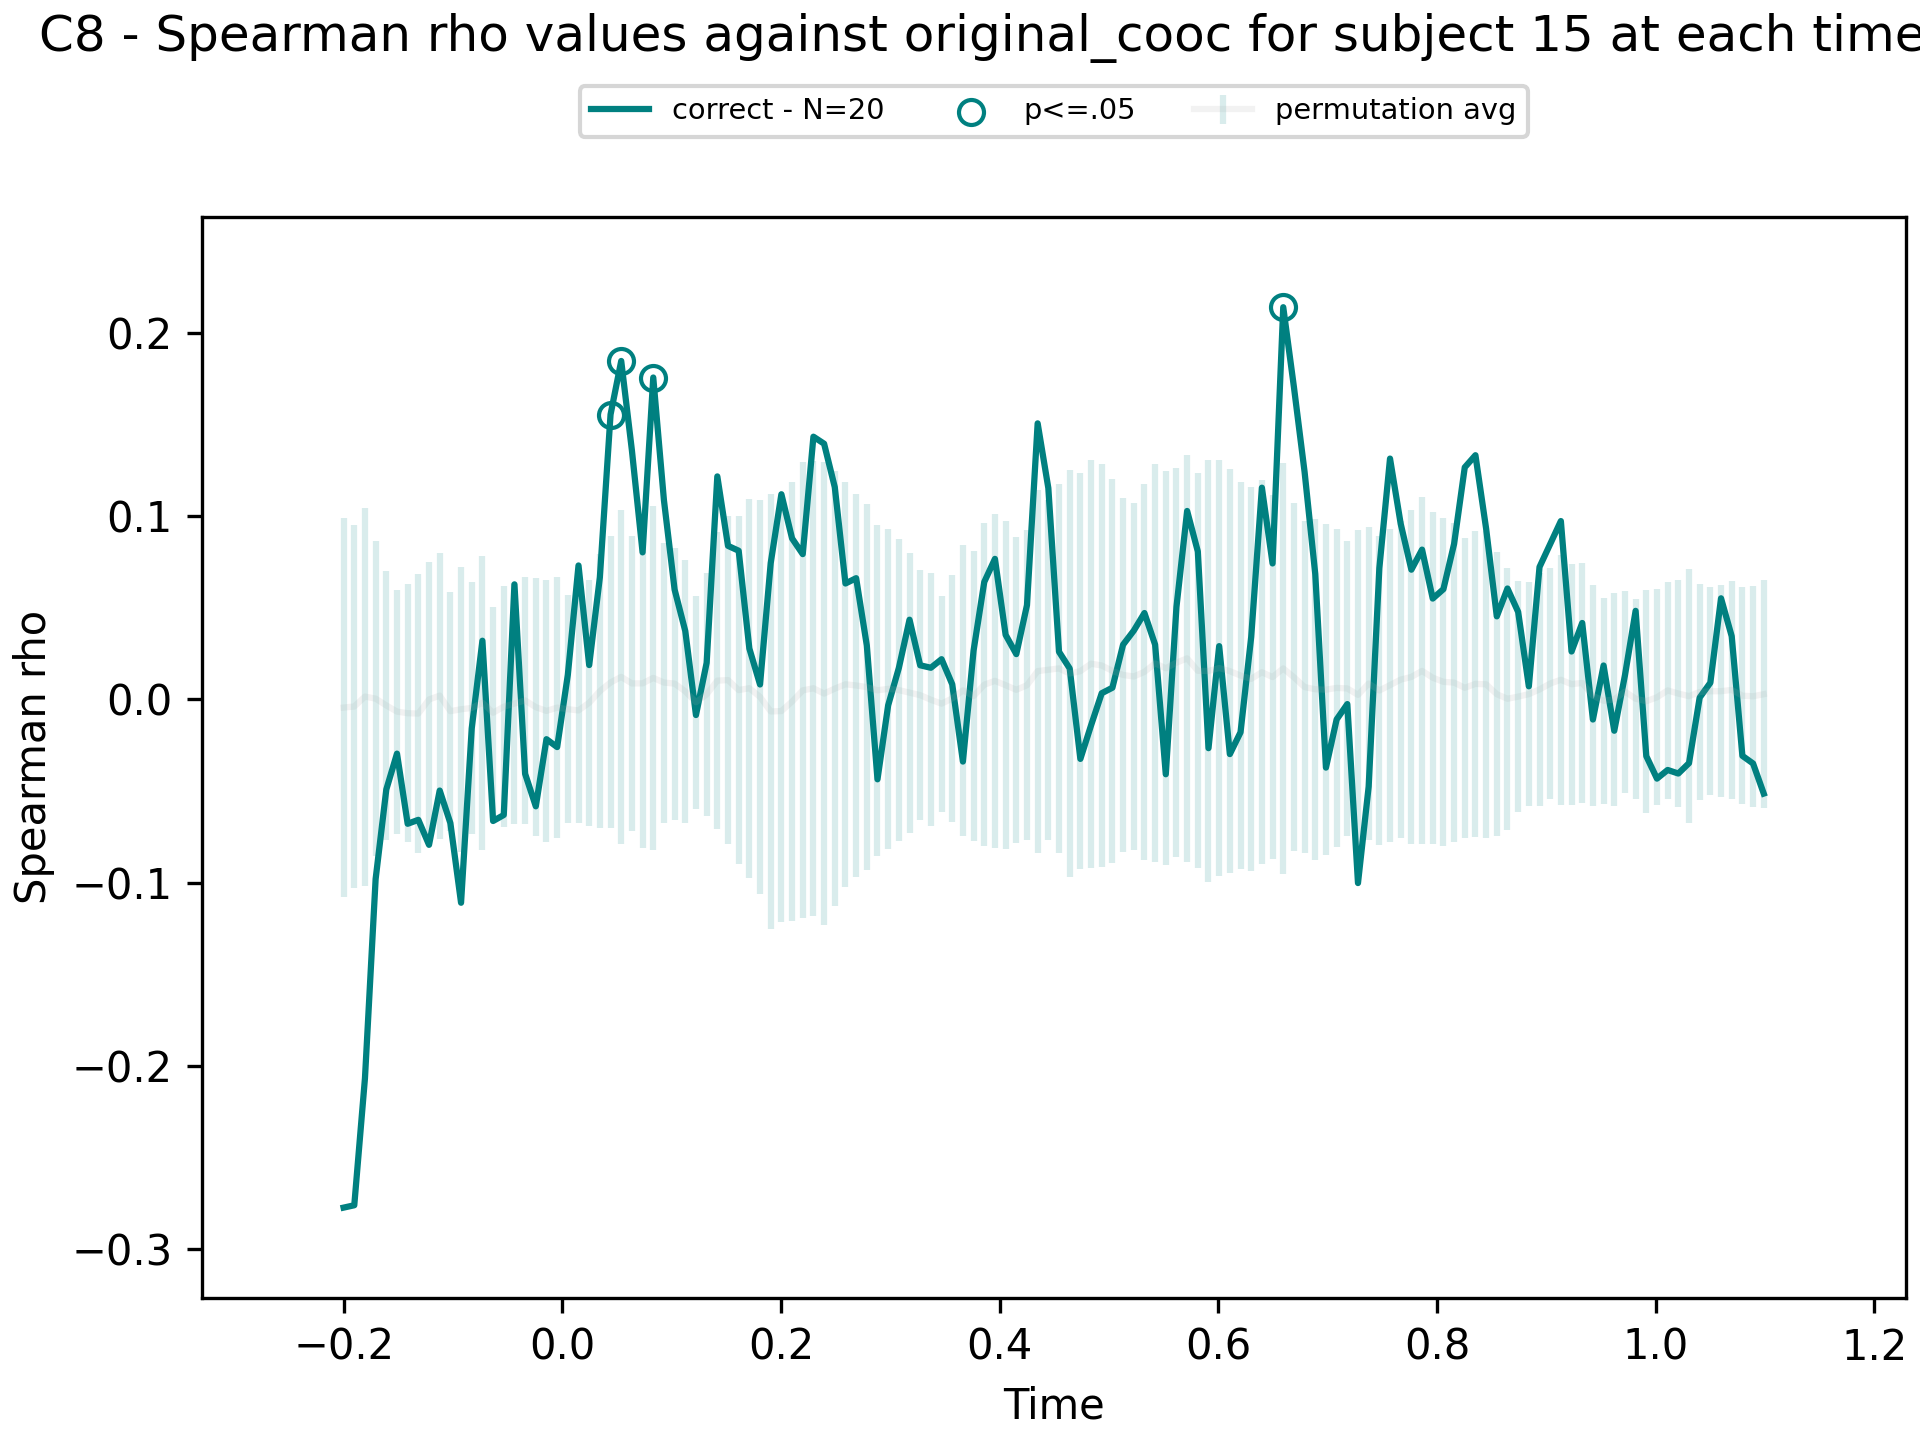 C8 - Spearman rho values against original_cooc for subject 15 at each time
correct - N=20 p<=.05 permutation avg
Spearman rho
0.2
0.1
0.0
−0.1
−0.2
−0.3
−0.2 0.0 0.2 0.4 0.6 0.8 1.0 1.2
Time